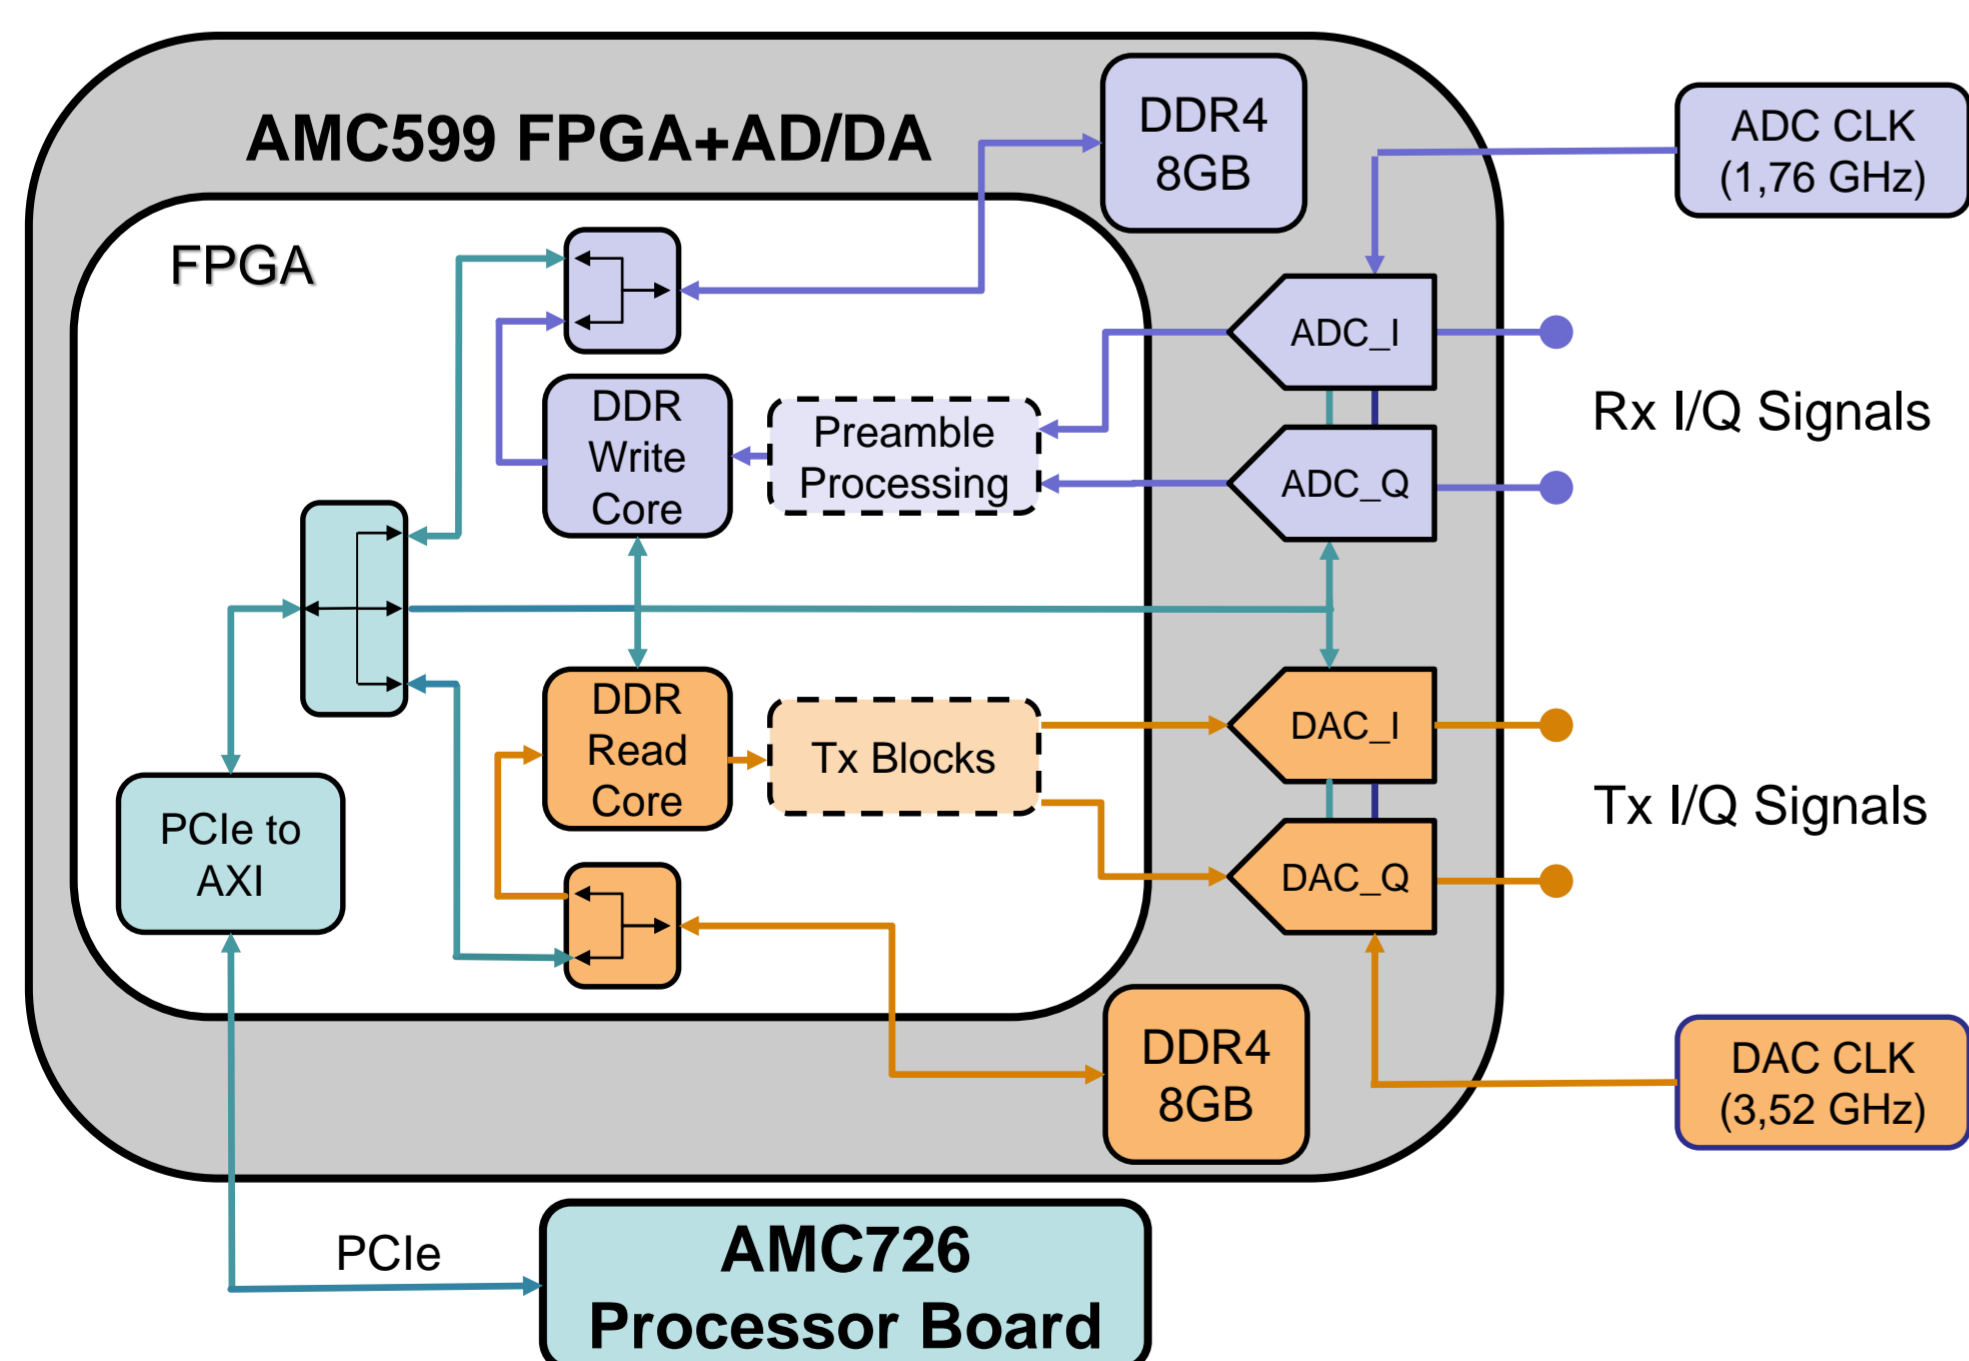 AMC599 FPGA+AD/DA
DDR4
8GB
ADC CLK
(1,76 GHz)
FPGA
ADC_I
Rx I/Q Signals
DDR
Write
Core
Preamble
Processing
ADC_Q
DDR
Read
Core
Tx Blocks
DAC_I
Tx I/Q Signals
PCIe to
AXI
DAC_Q
DDR4
8GB
DAC CLK
(3,52 GHz)
PCIe
AMC726
Processor Board